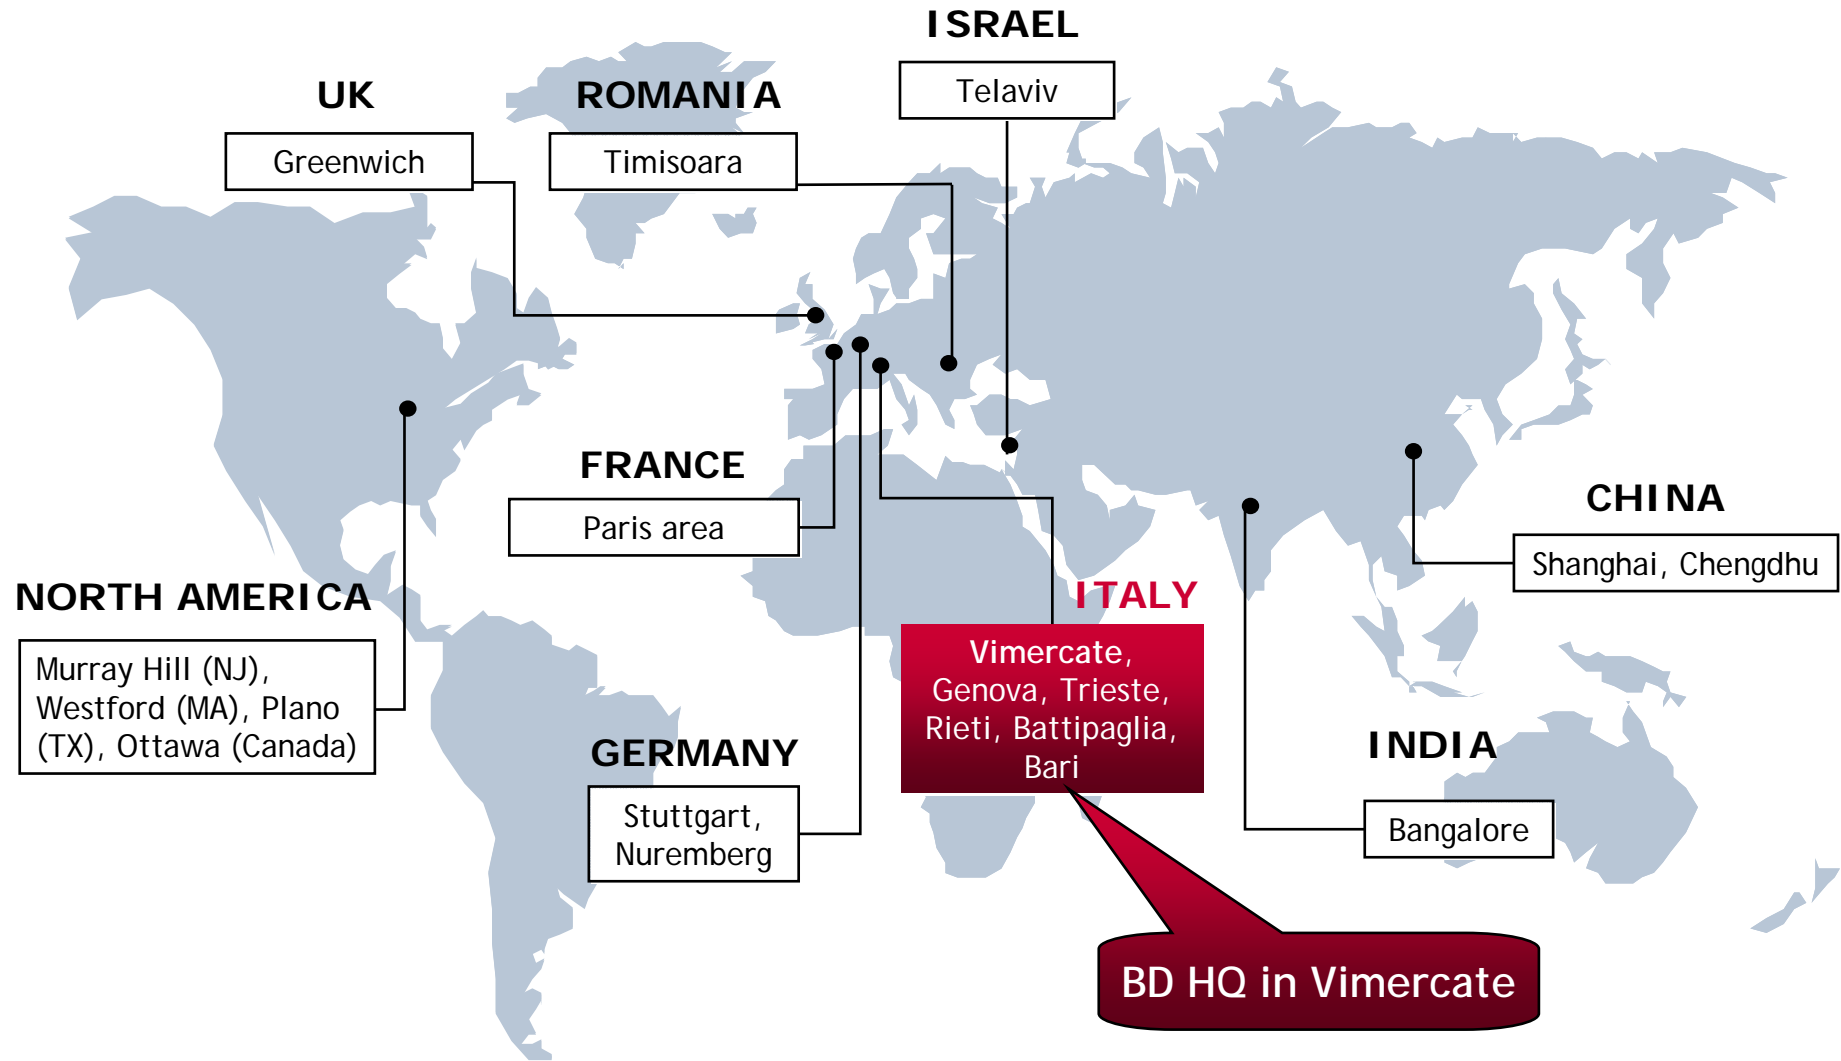 ISRAEL
Telaviv
UK
Greenwich
ROMANIA
Timisoara
FRANCE
Paris area
CHINA
Shanghai, Chengdhu
NORTH AMERICA
Murray Hill (NJ),
Westford (MA), Plano
(TX), Ottawa (Canada)
ITALY
Vimercate,
Genova, Trieste,
Rieti, Battipaglia,
Bari
GERMANY
Stuttgart,
Nuremberg
INDIA
Bangalore
BD HQ in Vimercate